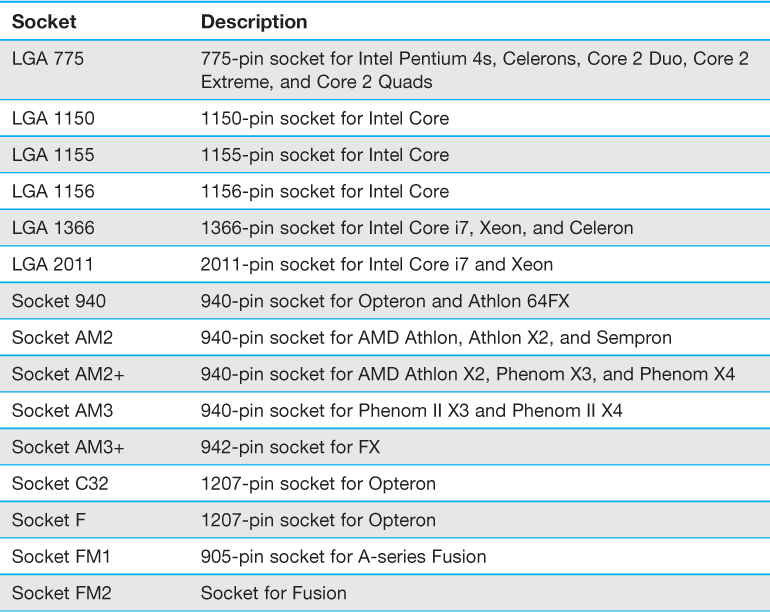 Socket Description
LGA 775 775-pin socket for Intel Pentium 4s, Celerons, Core 2 Duo, Core 2
Extreme, and Core 2 Quads
LGA 1150 1150-pin socket for Intel Core
LGA 1155 1155-pin socket for Intel Core
LGA 1156 1156-pin socket for Intel Core
LGA 1366 1366-pin socket for Intel Core i7, Xeon, and Celeron
LGA 2011 2011-pin socket for Intel Core i7 and Xeon
Socket 940 940-pin socket for Opteron and Athlon 64FX
Socket AM2 940-pin socket for AMD Athlon, Athlon X2, and Sempron
Socket AM2+ 940-pin socket for AMD Athlon X2, Phenom X3, and Phenom X4
Socket AM3 940-pin socket for Phenom II X3 and Phenom II X4
Socket AM3+ 942-pin socket for FX
Socket C32 1207-pin socket for Opteron
Socket F 1207-pin socket for Opteron
Socket FM1 905-pin socket for A-series Fusion
Socket FM2 Socket for Fusion